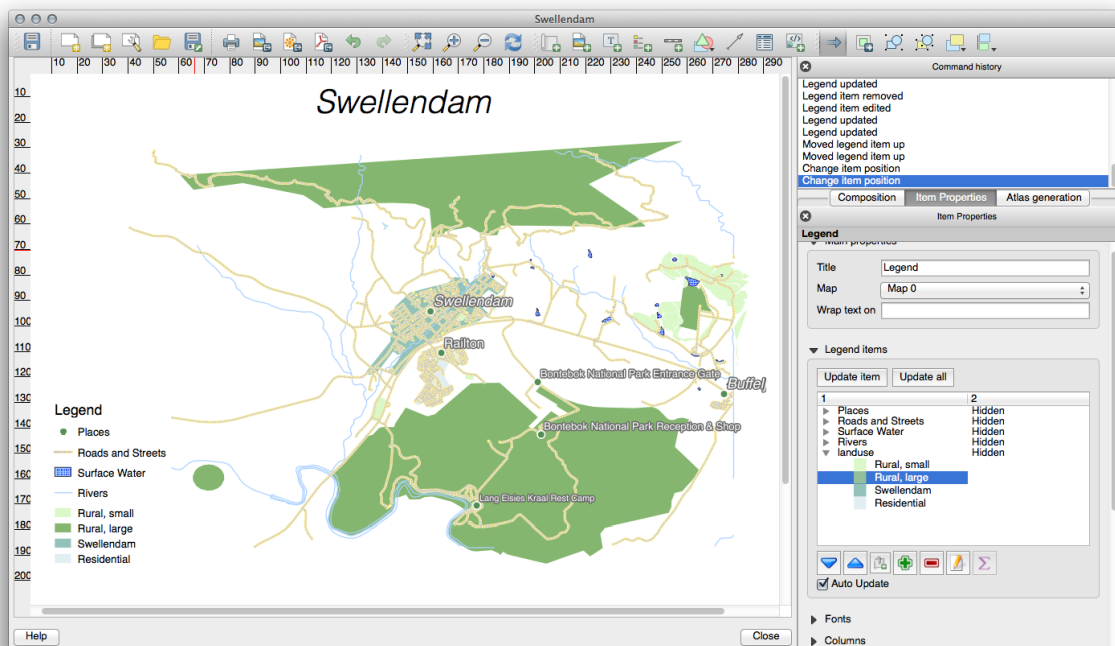 Swellendam
10 20 30 40 50 60 70 80 90 100 110 120 130 140 150 160 170 180 190 200 210 220 230 240 250 260 270 280 290
10
20
30
40
50
60
70
80
90
100
110
120
130
140
150
160
170
180
190
200
Swellendam
Swellendam
Railton
Bontebok National Park Entrance Gate
Buffelj
Bontebok National Park Reception & Shop
Lang Elsies Kraal Rest Camp
Legend
Places
Roads and Streets
Surface Water
Rivers
Rural, small
Rural, large
Swellendam
Residential
Help
Close
Command history
Legend updated
Legend item removed
Legend item edited
Legend updated
Legend updated
Moved legend item up
Moved legend item up
Change item position
Change item position
Composition Item Properties Atlas generation
Item Properties
Legend
Main properties
Title Legend
Map Map 0
Wrap text on
Legend items
Update item Update all
1 2
Places Hidden
Roads and Streets Hidden
Surface Water Hidden
Rivers Hidden
landuse Hidden
Rural, small
Rural, large
Swellendam
Residential
Auto Update
Fonts
Columns